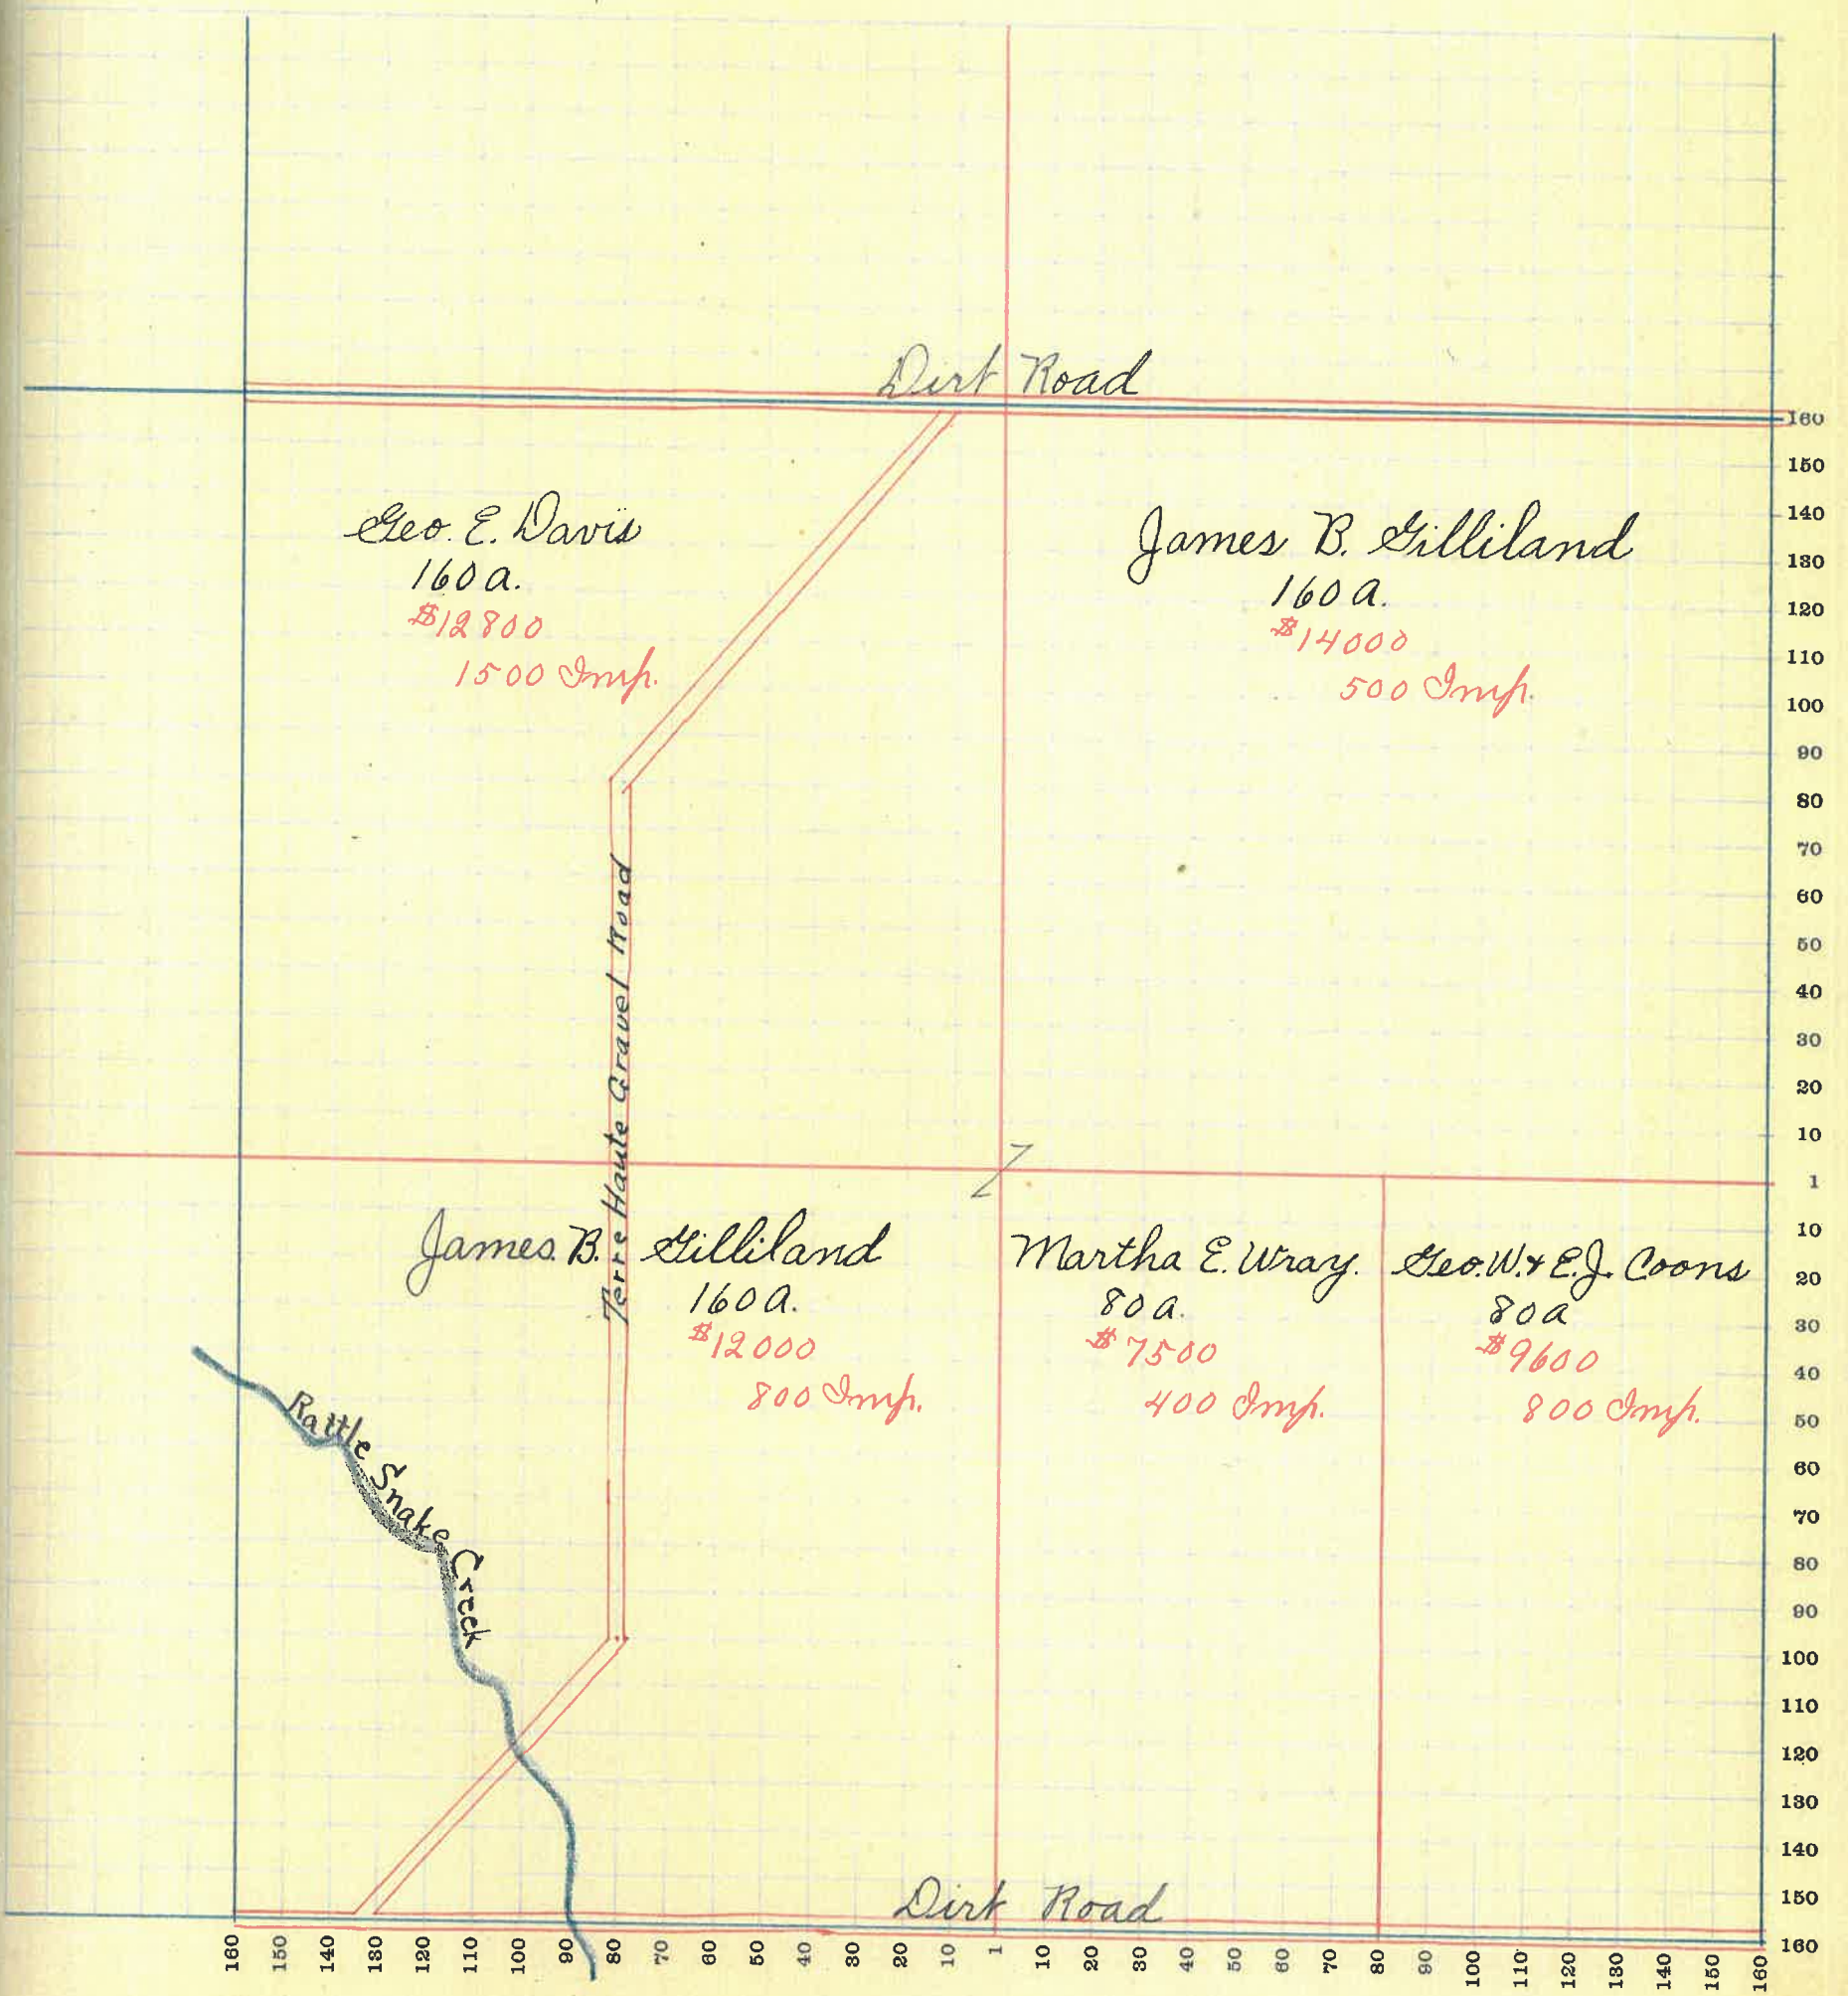 Dirt Road
Geo. E. Davis
160 a.
$12800
1500 Imp.
James B. Gilliland
160 a.
$14000
500 Imp.
Terre Haute Gravel Road
7
James. B. Gilliland
160 a.
$12000
800 Imp.
Martha E. Wray.
80 a.
$7500
400 Imp.
Geo. W. & E. J. Coons
80 a
$9600
800 Imp.
Rattle Snake Creek
Dirt Road
160
150
140
130
120
110
100
90
80
70
60
50
40
30
20
10
1
10
20
30
40
50
60
70
80
90
100
110
120
130
140
150
160
160 150 140 130 120 110 100 90 80 70 60 50 40 30 20 10 1 10 20 30 40 50 60 70 80 90 100 110 120 130 140 150 160